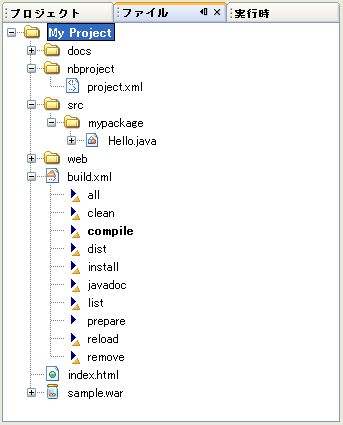 プロジェクト ファイル 実行時
My Project
docs
nbproject
project.xml
src
mypackage
Hello.java
web
build.xml
all
clean
compile
dist
install
javadoc
list
prepare
reload
remove
index.html
sample.war